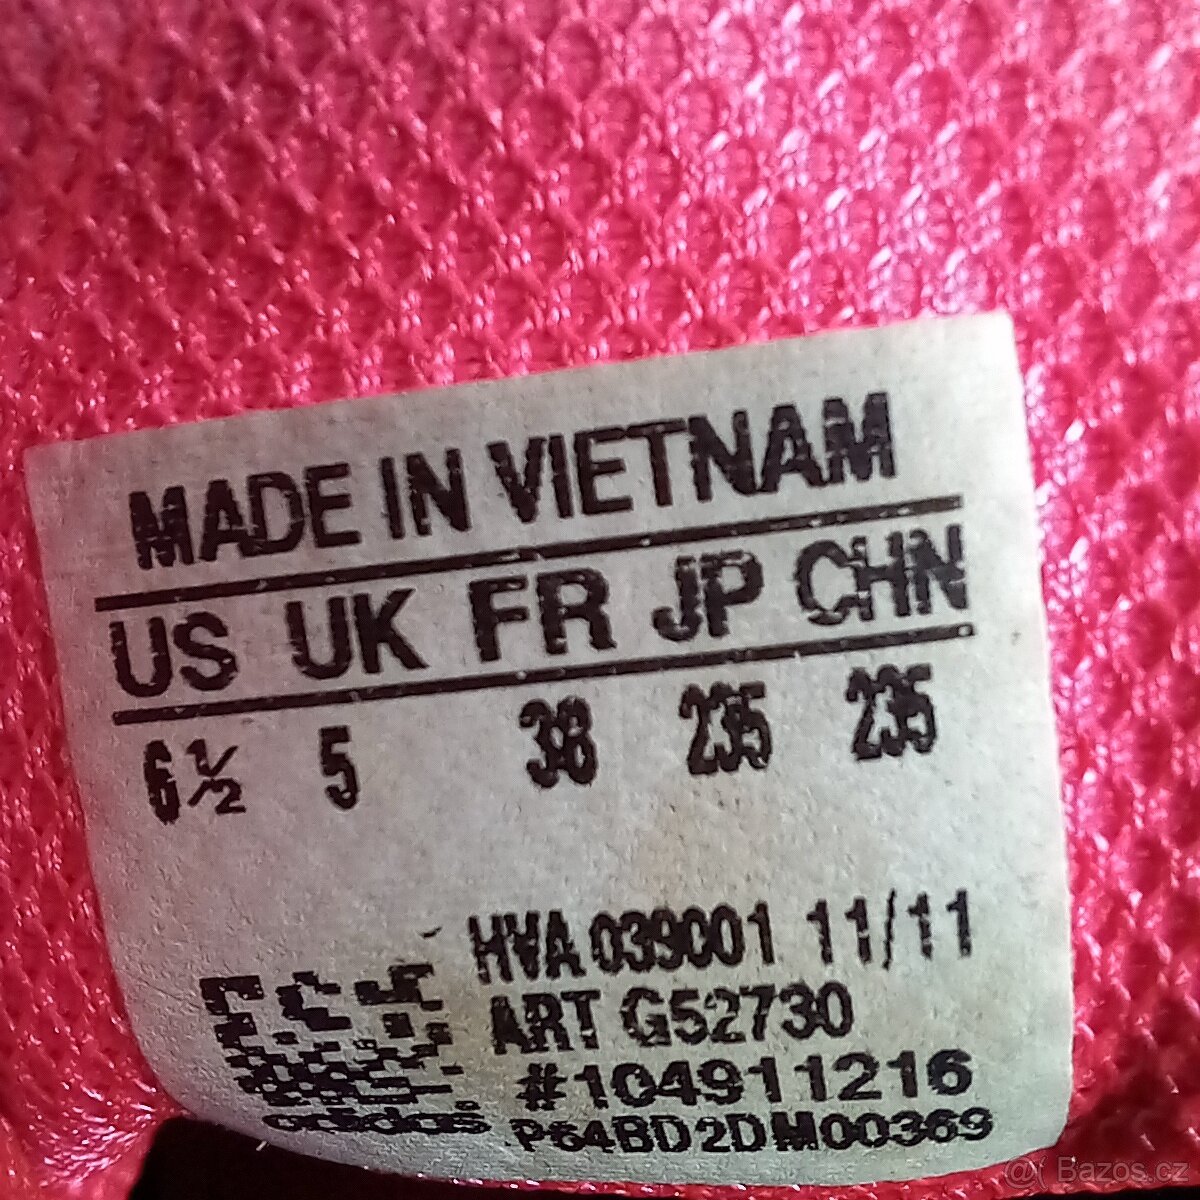 MADE IN VIETNAM
US UK FR JP CHN
6½ 5 38 235 235
HVA 039001 11/11
ART G52730
#104911216
adidas P64BD2DM00369
@( Bazos.cz